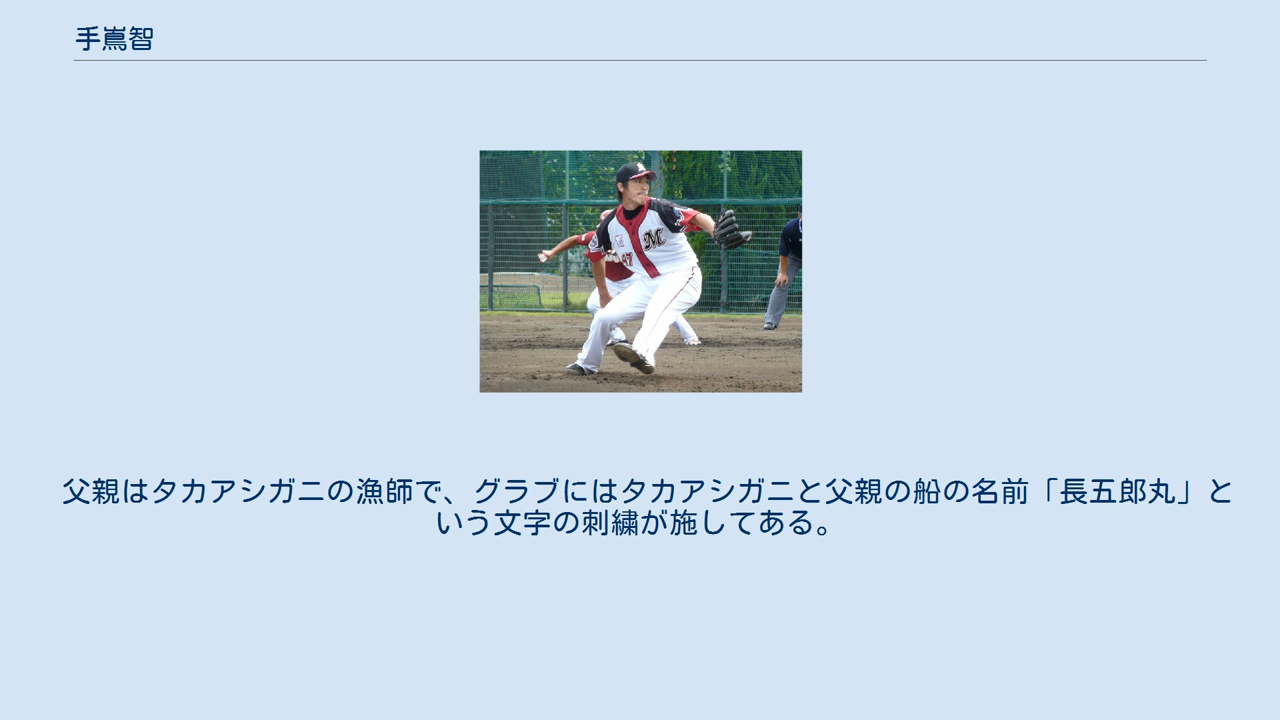 手嶌智
父親はタカアシガニの漁師で、グラブにはタカアシガニと父親の船の名前「長五郎丸」と
いう文字の刺繍が施してある。
M